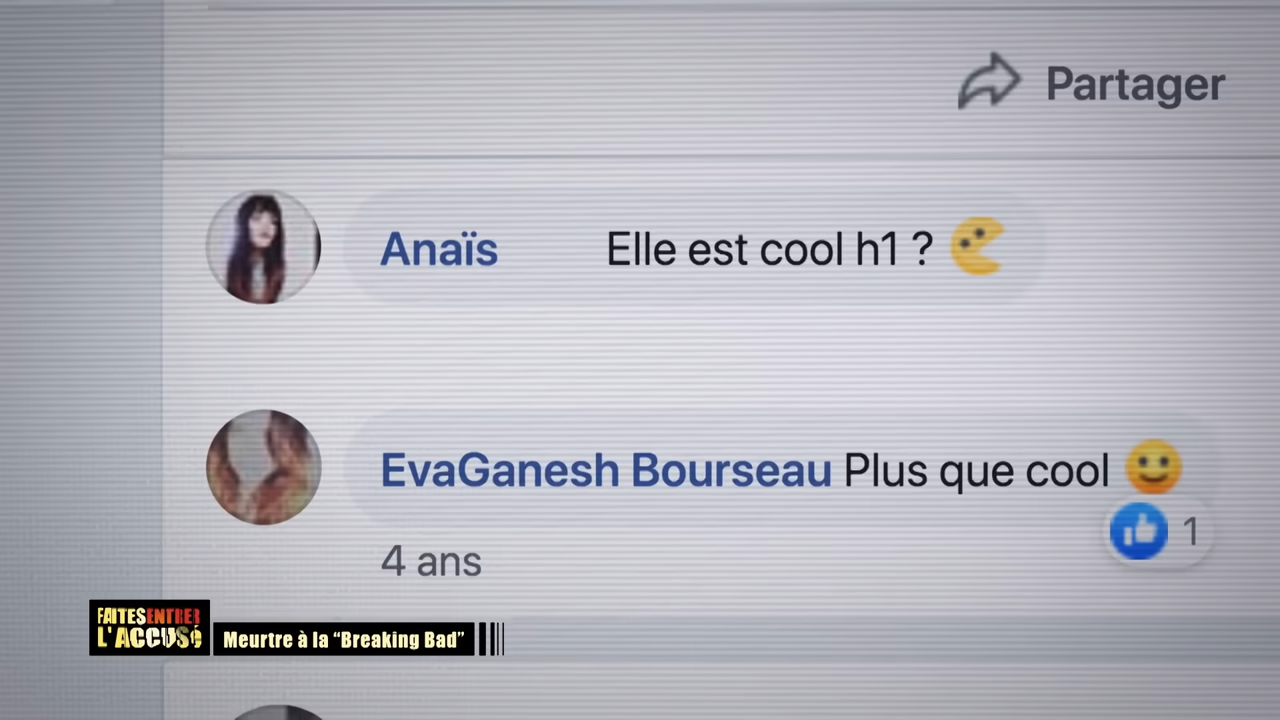 Partager
Anaïs Elle est cool h1 ?
EvaGanesh Bourseau Plus que cool
1
4 ans
FAITES ENTRER
L'ACCUSÉ
Meurtre à la “Breaking Bad”